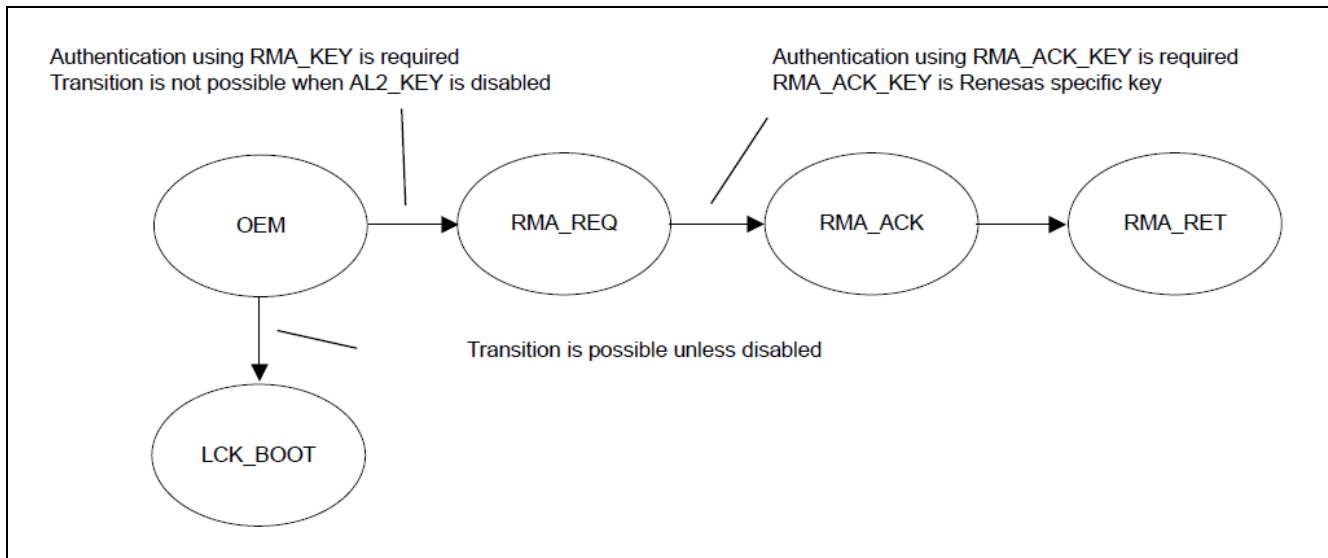 Authentication using RMA_KEY is required
Transition is not possible when AL2_KEY is disabled
Authentication using RMA_ACK_KEY is required
RMA_ACK_KEY is Renesas specific key
OEM
RMA_REQ
RMA_ACK
RMA_RET
Transition is possible unless disabled
LCK_BOOT